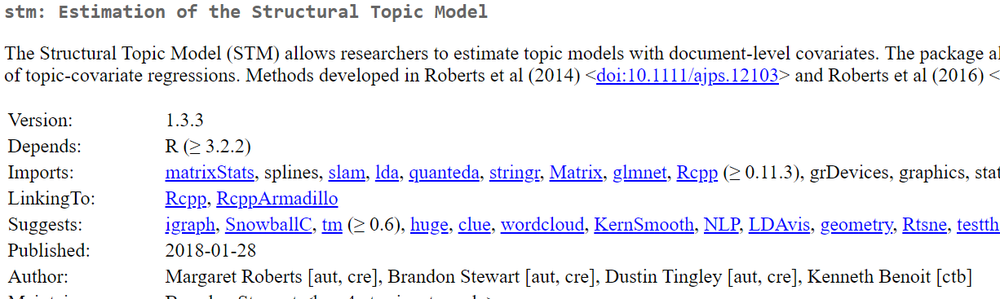 stm: Estimation of the Structural Topic Model
The Structural Topic Model (STM) allows researchers to estimate topic models with document-level covariates. The package al
of topic-covariate regressions. Methods developed in Roberts et al (2014) <doi:10.1111/ajps.12103> and Roberts et al (2016) <
Version: 1.3.3
Depends: R (≥ 3.2.2)
Imports: matrixStats, splines, slam, lda, quanteda, stringr, Matrix, glmnet, Rcpp (≥ 0.11.3), grDevices, graphics, stat
LinkingTo: Rcpp, RcppArmadillo
Suggests: igraph, SnowballC, tm (≥ 0.6), huge, clue, wordcloud, KernSmooth, NLP, LDAvis, geometry, Rtsne, testth
Published: 2018-01-28
Author: Margaret Roberts [aut, cre], Brandon Stewart [aut, cre], Dustin Tingley [aut, cre], Kenneth Benoit [ctb]